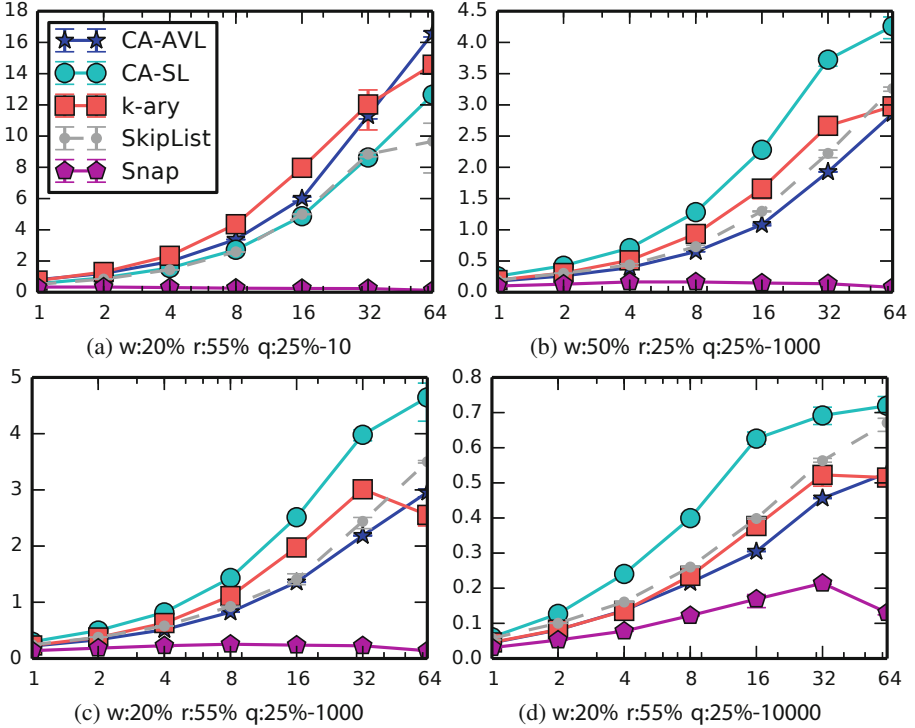 18
16
14
12
10
8
6
4
2
0
CA-AVL
CA-SL
k-ary
SkipList
Snap
1 2 4 8 16 32 64
(a) w:20% r:55% q:25%-10
4.5
4.0
3.5
3.0
2.5
2.0
1.5
1.0
0.5
0.0
1 2 4 8 16 32 64
(b) w:50% r:25% q:25%-1000
5
4
3
2
1
0
1 2 4 8 16 32 64
(c) w:20% r:55% q:25%-1000
0.8
0.7
0.6
0.5
0.4
0.3
0.2
0.1
0.0
1 2 4 8 16 32 64
(d) w:20% r:55% q:25%-10000